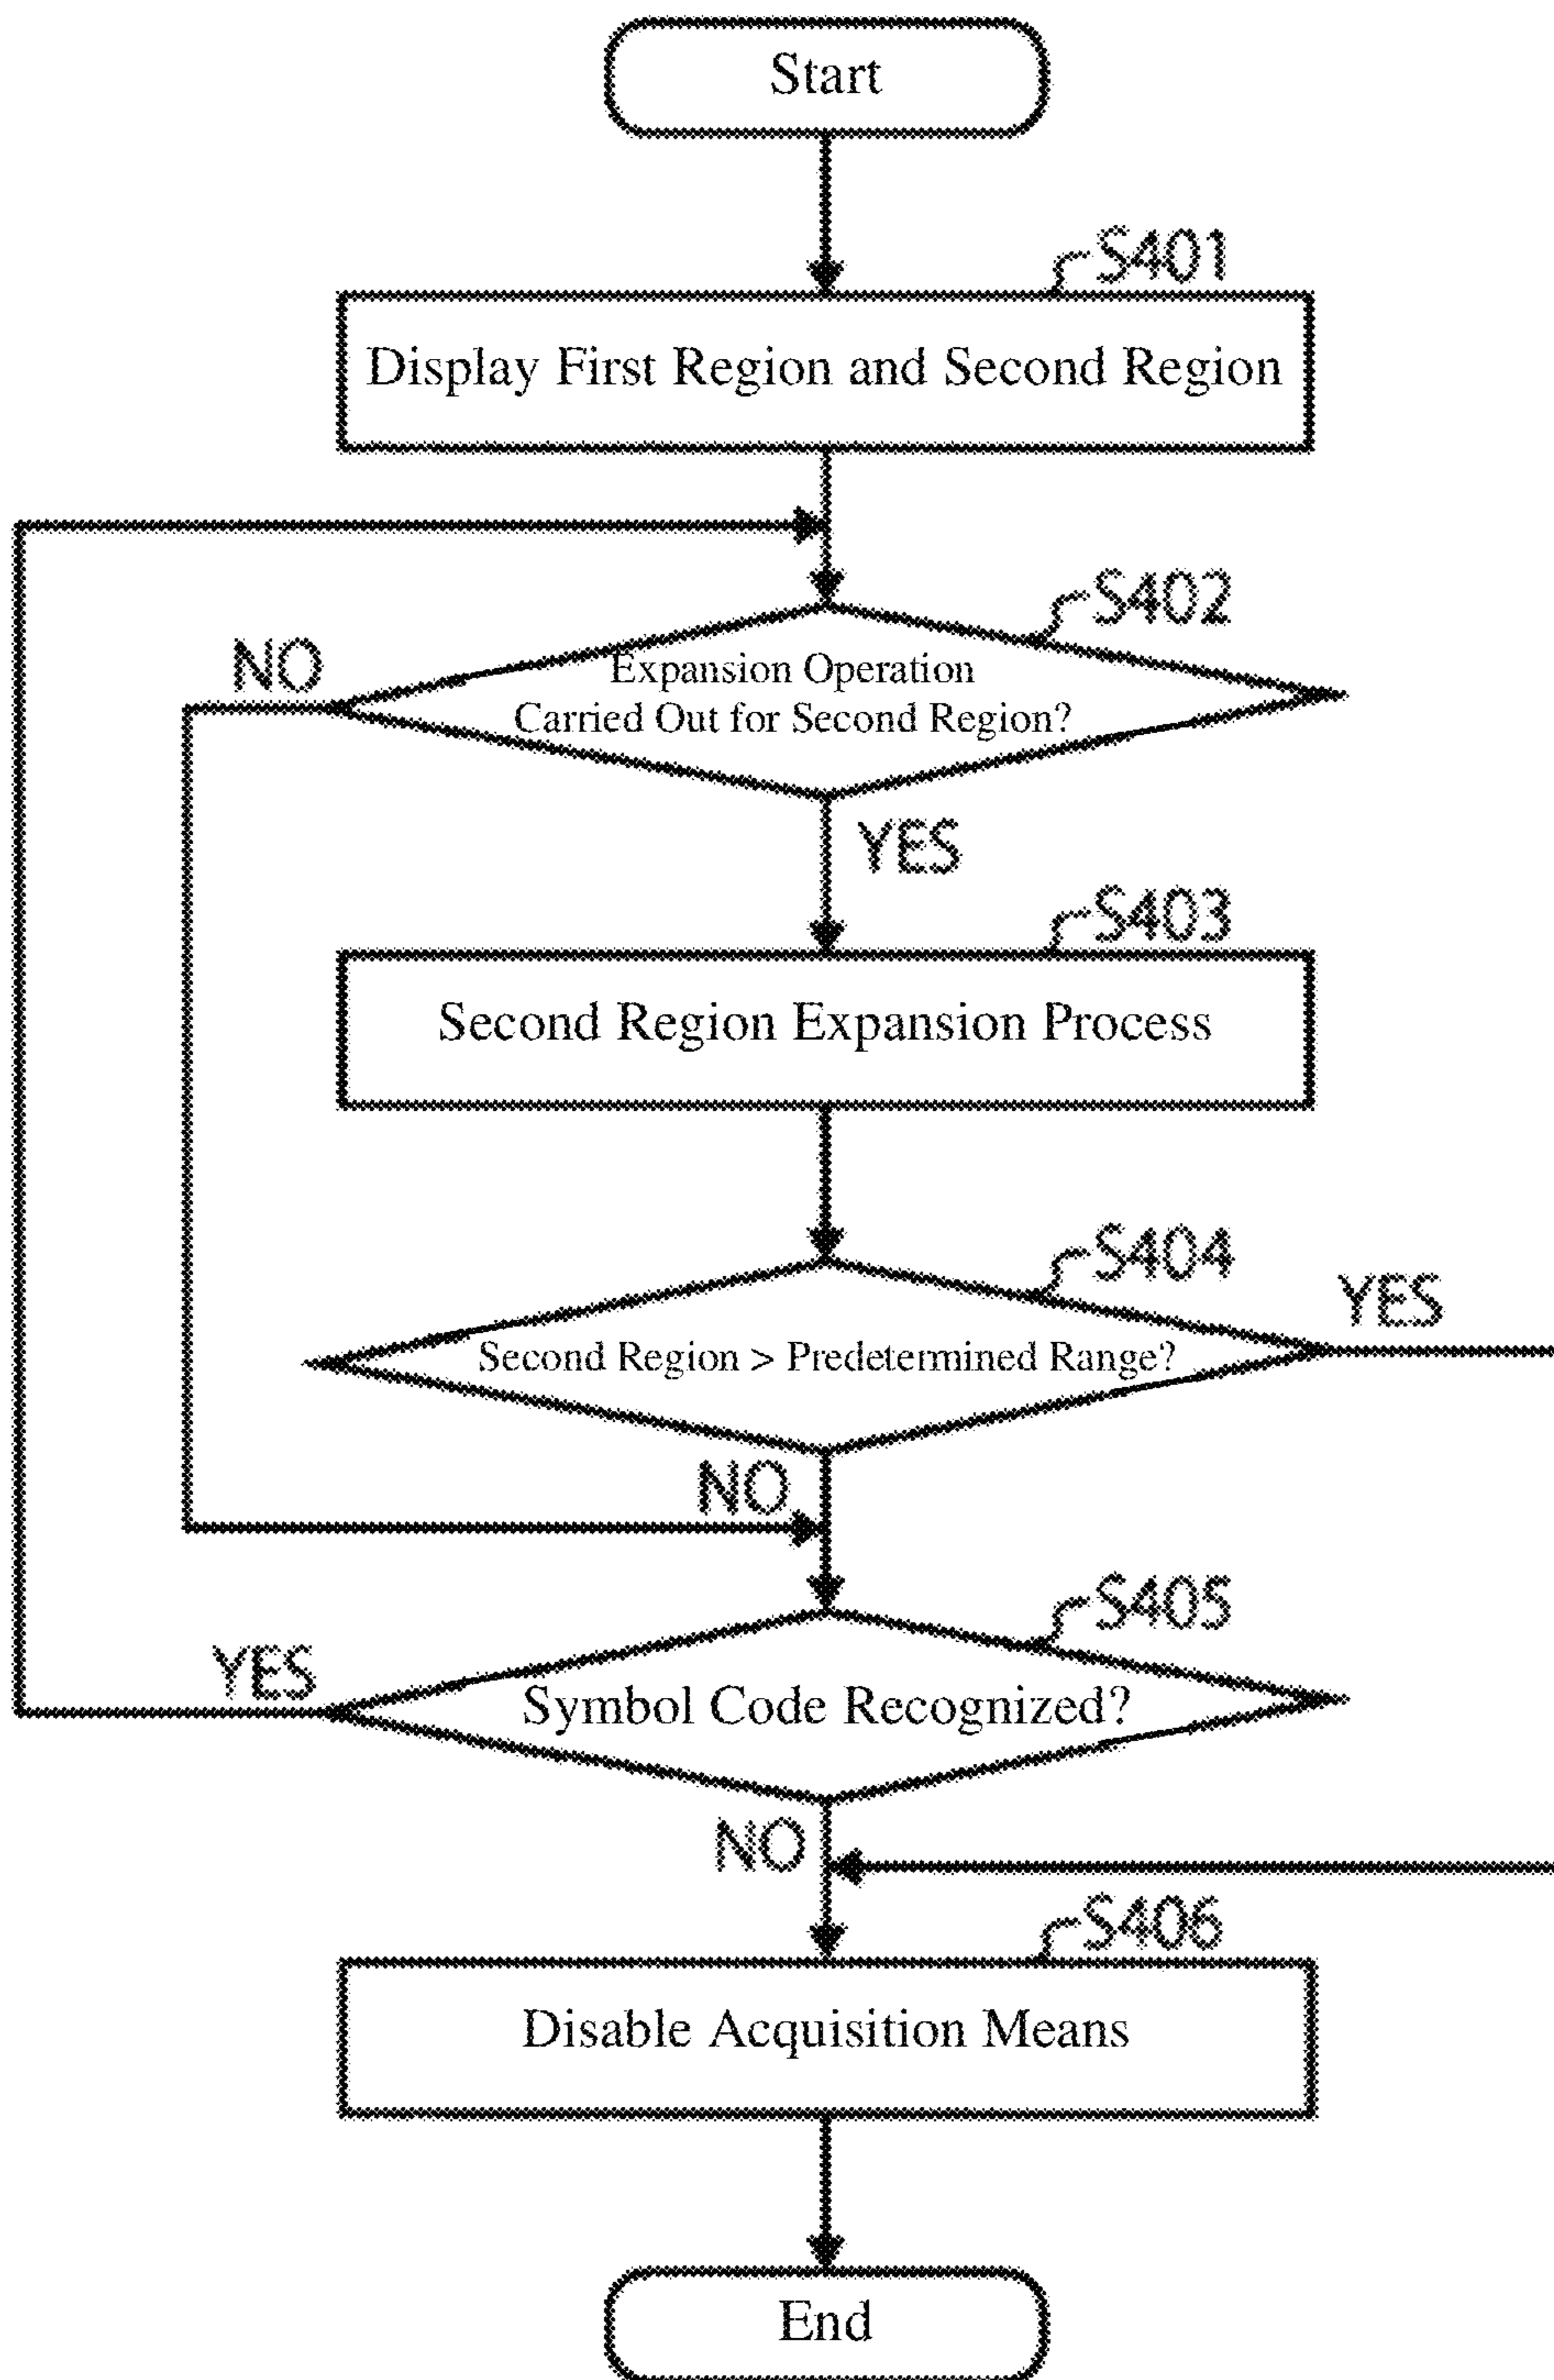 Start
S401
Display First Region and Second Region
S402
NO
Expansion Operation
Carried Out for Second Region?
YES
S403
Second Region Expansion Process
S404
YES
Second Region > Predetermined Range?
NO
S405
YES
Symbol Code Recognized?
NO
S406
Disable Acquisition Means
End